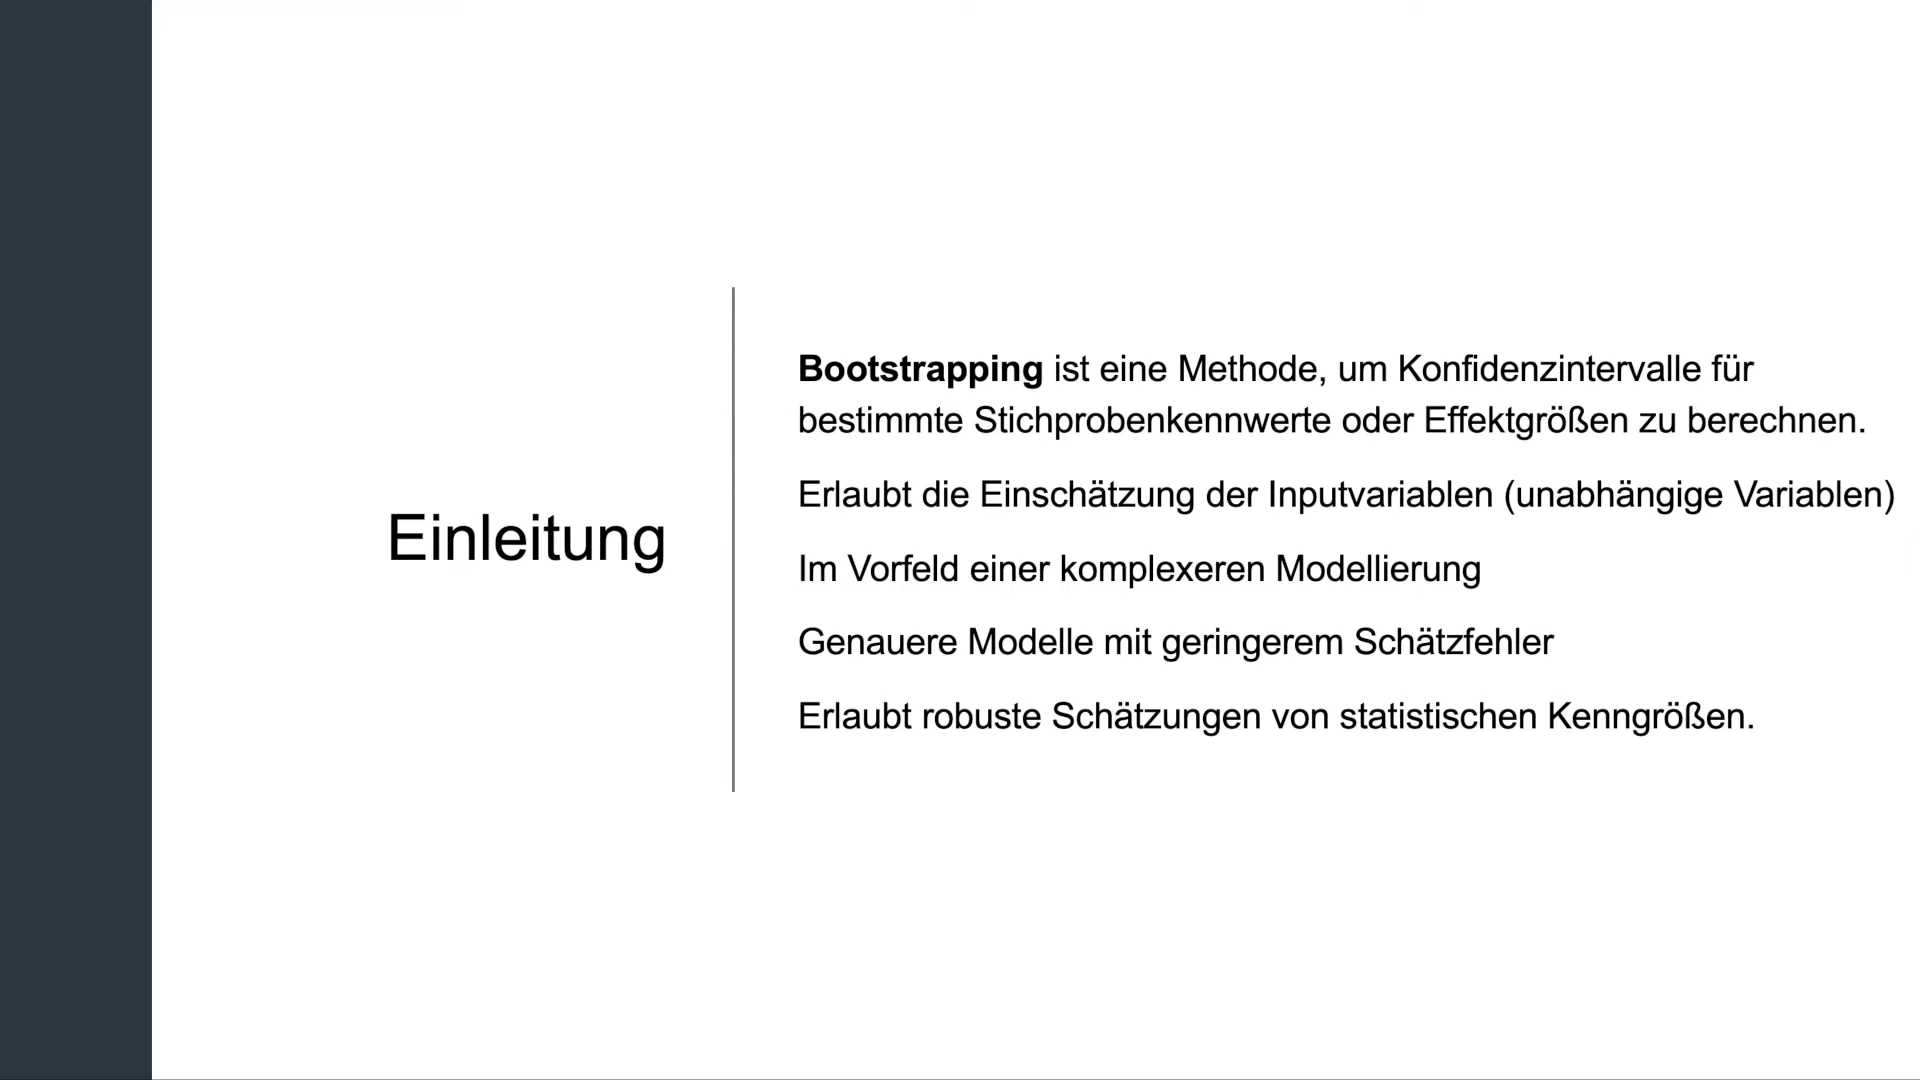 Einleitung
Bootstrapping ist eine Methode, um Konfidenzintervalle für
bestimmte Stichprobenkennwerte oder Effektgrößen zu berechnen.
Erlaubt die Einschätzung der Inputvariablen (unabhängige Variablen)
Im Vorfeld einer komplexeren Modellierung
Genauere Modelle mit geringerem Schätzfehler
Erlaubt robuste Schätzungen von statistischen Kenngrößen.